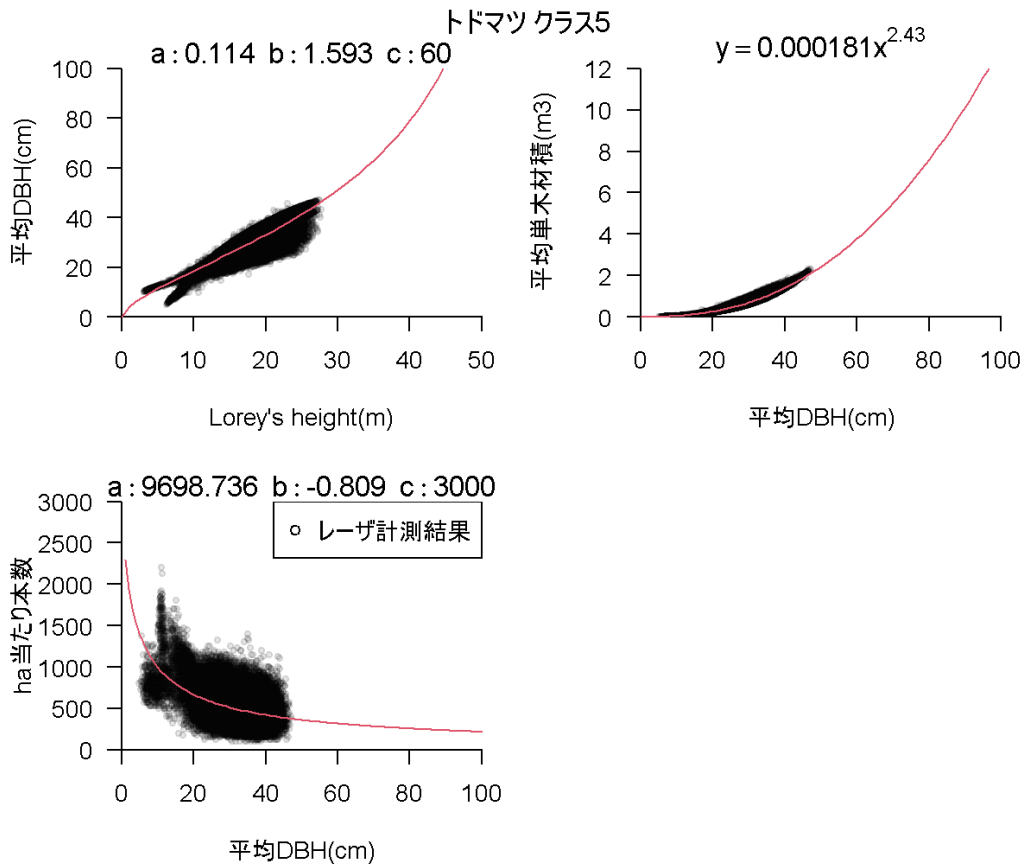 トドマツ クラス5
a : 0.114 b : 1.593 c : 60
平均DBH(cm)
100
80
60
40
20
0
0 10 20 30 40 50
Lorey's height(m)
y = 0.000181x^2.43
平均単木材積(m3)
12
10
8
6
4
2
0
0 20 40 60 80 100
平均DBH(cm)
a : 9698.736 b : -0.809 c : 3000
ha当たり本数
3000
2500
2000
1500
1000
500
0
レーザ計測結果
0 20 40 60 80 100
平均DBH(cm)